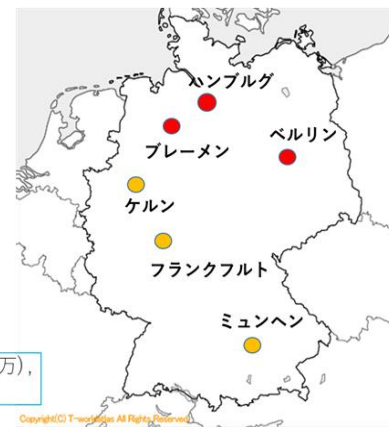 ハンブルグ
ベルリン
ブレーメン
ケルン
フランクフルト
ミュンヘン
万),
Copyright(C) T-worldatlas All Rights Reserved